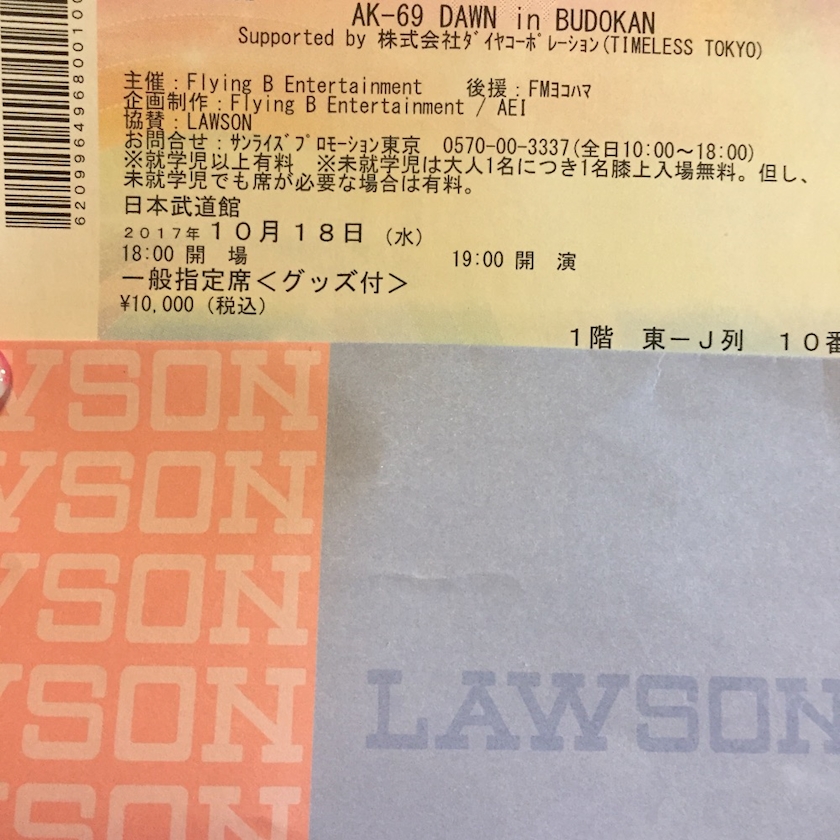 AK-69 DAWN in BUDOKAN
Supported by 株式会社ﾀﾞｲﾔｺｰﾎﾟﾚｰｼｮﾝ(TIMELESS TOKYO)
主催：Flying B Entertainment　後援：FMﾖｺﾊﾏ
企画制作：Flying B Entertainment / AEI
協賛：LAWSON
お問合せ：ｻﾝﾗｲｽﾞﾌﾟﾛﾓｰｼｮﾝ東京　0570-00-3337(全日10:00～18:00)
※就学児以上有料　※未就学児は大人1名につき1名膝上入場無料。但し、
未就学児でも席が必要な場合は有料。
日本武道館
2017年１０月１８日（水）
18:00 開　場　19:00 開　演
一般指定席＜グッズ付＞
¥10,000（税込）
１階　東－Ｊ列　１０番
WSON
WSON
WSON
WSON
WSON
LAWSON